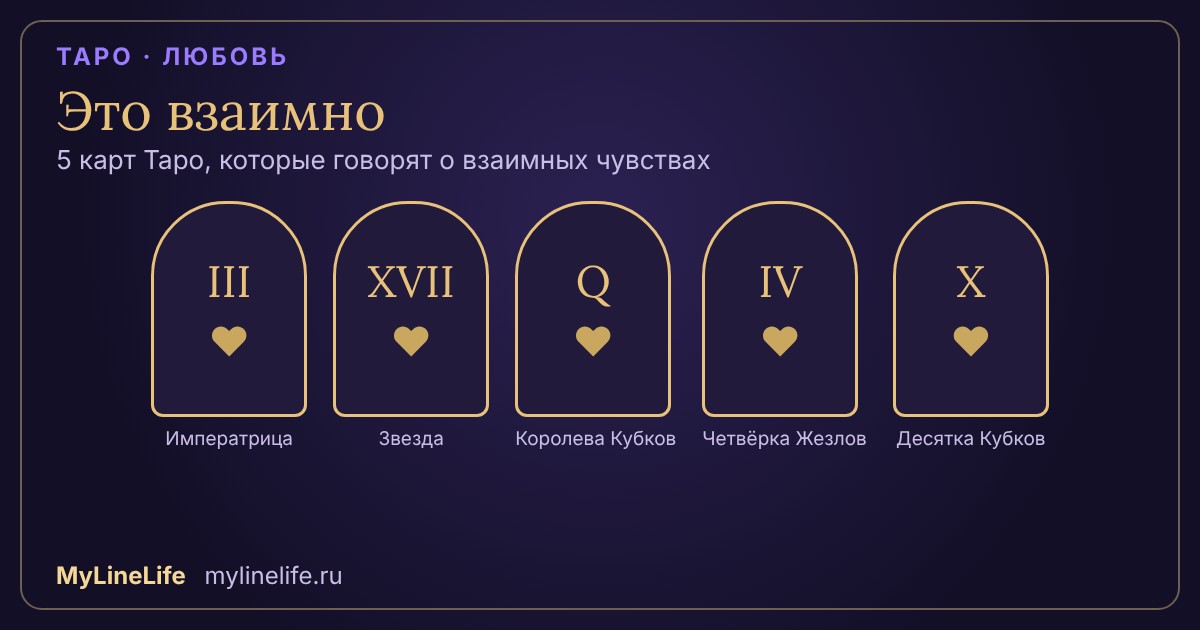 ТАРО · ЛЮБОВЬ
Это взаимно
5 карт Таро, которые говорят о взаимных чувствах
III XVII Q IV X
Императрица Звезда Королева Кубков Четвёрка Жезлов Десятка Кубков
MyLineLife mylinelife.ru